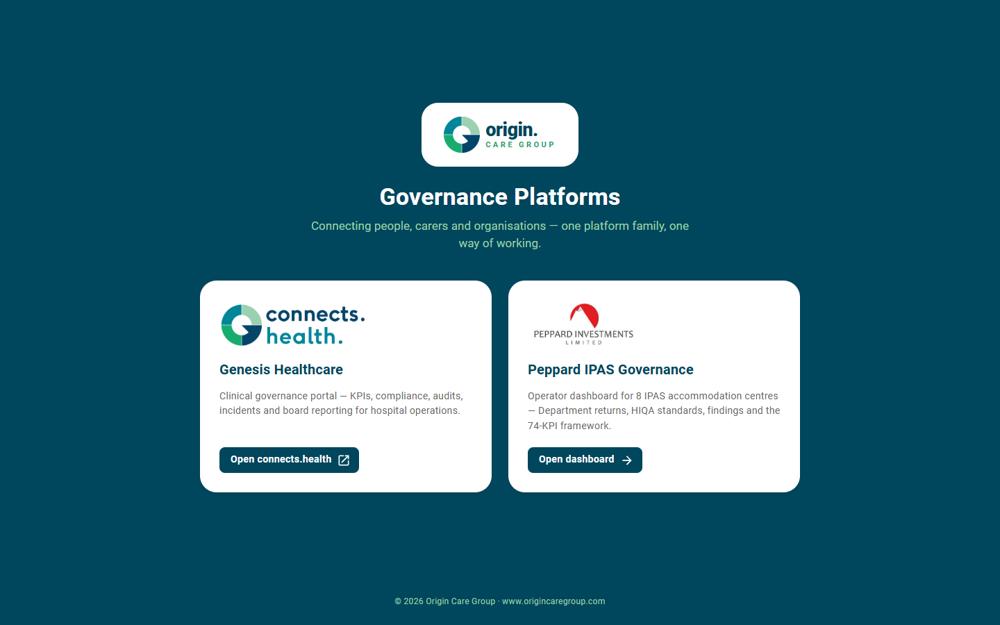 origin.
CARE GROUP
Governance Platforms
Connecting people, carers and organisations — one platform family, one
way of working.
connects.
health.
Genesis Healthcare
Clinical governance portal — KPIs, compliance, audits,
incidents and board reporting for hospital operations.
Open connects.health
PEPPARD INVESTMENTS
LIMITED
Peppard IPAS Governance
Operator dashboard for 8 IPAS accommodation centres
— Department returns, HIQA standards, findings and the
74-KPI framework.
Open dashboard
© 2026 Origin Care Group · www.origincaregroup.com